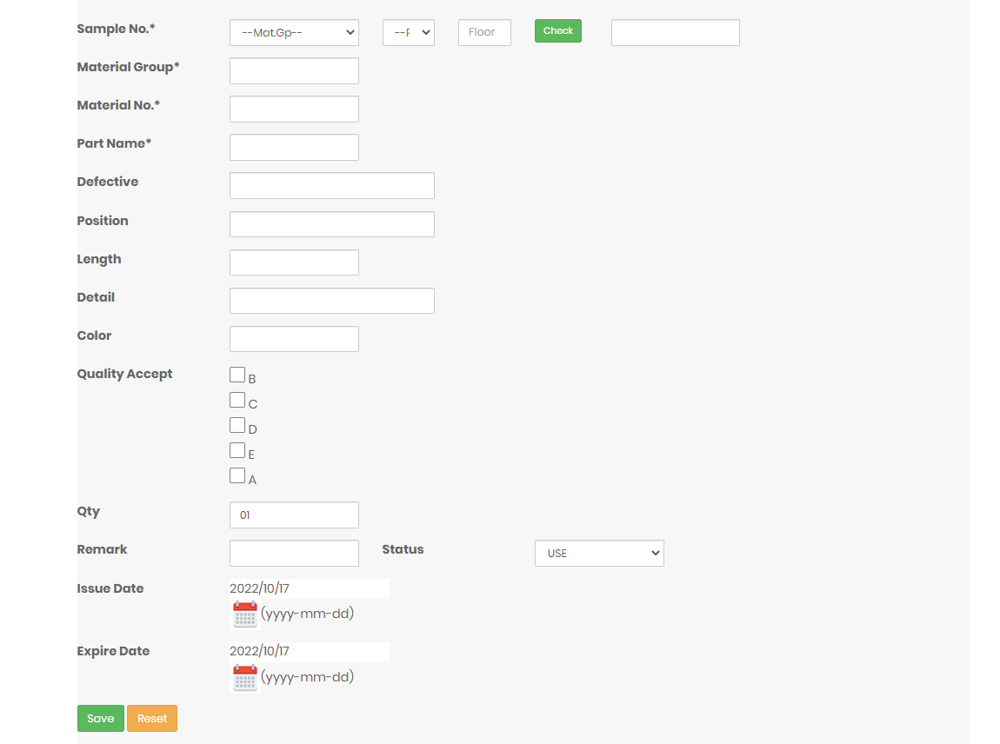 Sample No.* --Mat.Gp-- Floor Check
Material Group*
Material No.*
Part Name*
Defective
Position
Length
Detail
Color
Quality Accept B
C
D
E
A
Qty 01
Remark Status USE
Issue Date 2022/10/17
(yyyy-mm-dd)
Expire Date 2022/10/17
(yyyy-mm-dd)
Save Reset